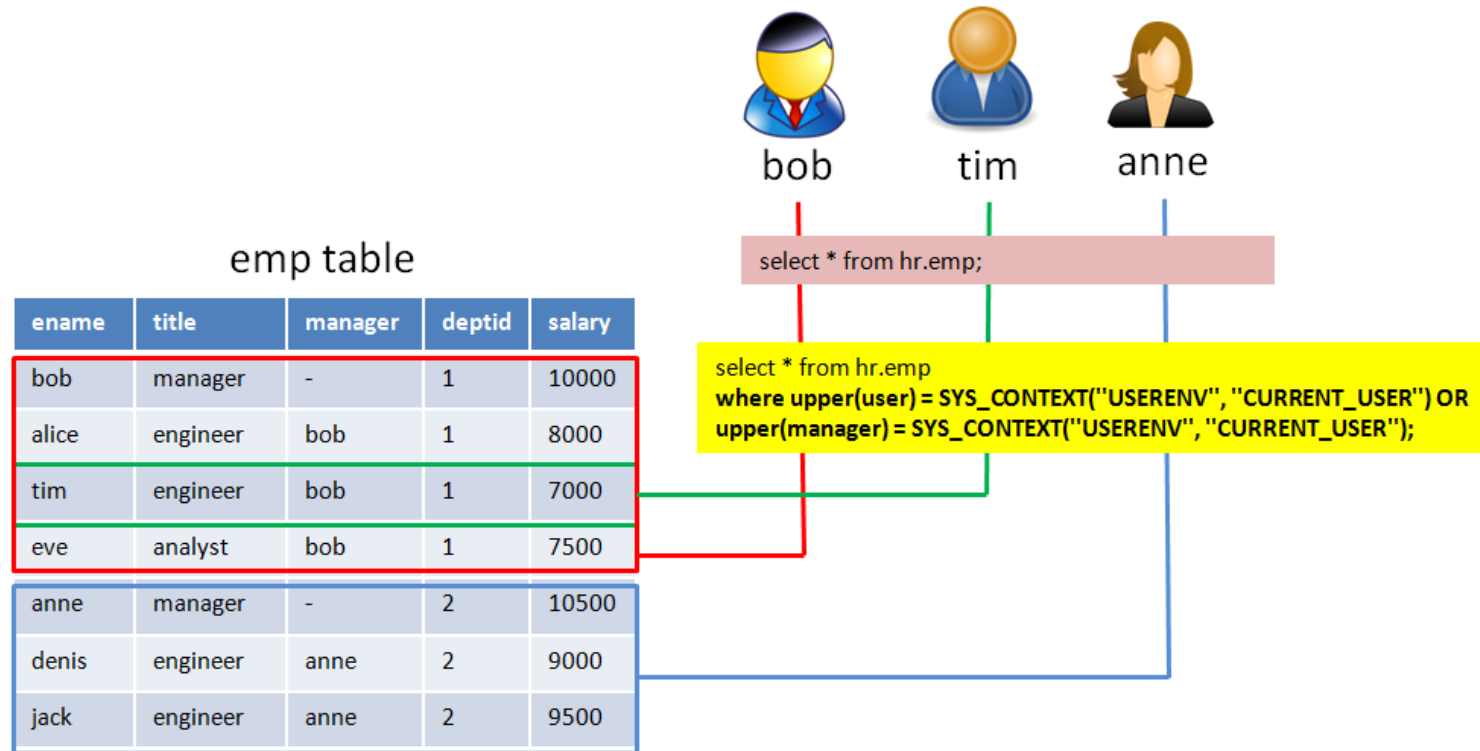 bob tim anne
select * from hr.emp;
select * from hr.emp
where upper(user) = SYS_CONTEXT("USERENV", "CURRENT_USER") OR
upper(manager) = SYS_CONTEXT("USERENV", "CURRENT_USER");
emp table
ename title manager deptid salary
bob manager - 1 10000
alice engineer bob 1 8000
tim engineer bob 1 7000
eve analyst bob 1 7500
anne manager - 2 10500
denis engineer anne 2 9000
jack engineer anne 2 9500